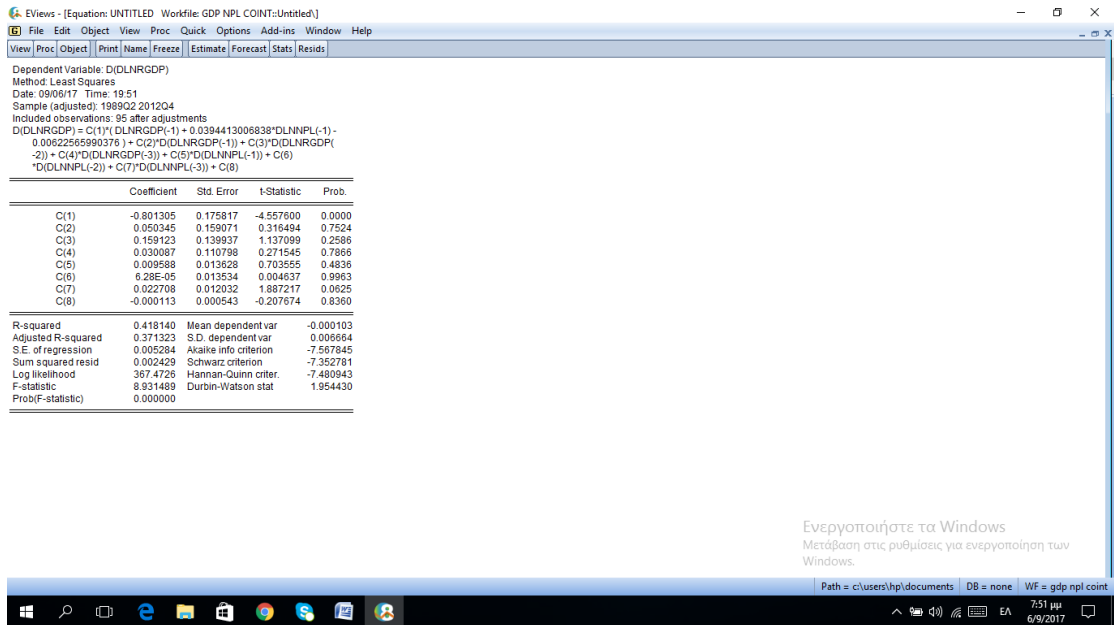 EViews - [Equation: UNTITLED Workfile: GDP NPL COINT::Untitled\]
File Edit Object View Proc Quick Options Add-ins Window Help
View Proc Object Print Name Freeze Estimate Forecast Stats Resids
Dependent Variable: D(DLNRGDP)
Method: Least Squares
Date: 09/06/17 Time: 19:51
Sample (adjusted): 1989Q2 2012Q4
Included observations: 95 after adjustments
D(DLNRGDP) = C(1)*( DLNRGDP(-1) + 0.0394413006838*DLNNPL(-1) -
0.00622565990376 ) + C(2)*D(DLNRGDP(-1)) + C(3)*D(DLNRGDP(
-2)) + C(4)*D(DLNRGDP(-3)) + C(5)*D(DLNNPL(-1)) + C(6)
*D(DLNNPL(-2)) + C(7)*D(DLNNPL(-3)) + C(8)
Coefficient Std. Error t-Statistic Prob.
C(1) -0.801305 0.175817 -4.557600 0.0000
C(2) 0.050345 0.159071 0.316494 0.7524
C(3) 0.159123 0.139937 1.137099 0.2586
C(4) 0.030087 0.110798 0.271545 0.7866
C(5) 0.009588 0.013628 0.703555 0.4836
C(6) 6.28E-05 0.013534 0.004637 0.9963
C(7) 0.022708 0.012032 1.887217 0.0625
C(8) -0.000113 0.000543 -0.207674 0.8360
R-squared 0.418140 Mean dependent var -0.000103
Adjusted R-squared 0.371323 S.D. dependent var 0.006664
S.E. of regression 0.005284 Akaike info criterion -7.567845
Sum squared resid 0.002429 Schwarz criterion -7.352781
Log likelihood 367.4726 Hannan-Quinn criter. -7.480943
F-statistic 8.931489 Durbin-Watson stat 1.954430
Prob(F-statistic) 0.000000
Ενεργοποιήστε τα Windows
Μετάβαση στις ρυθμίσεις για ενεργοποίηση των
Windows.
Path = c:\users\hp\documents DB = none WF = gdp npl coint
ΕΛ 7:51 μμ
6/9/2017